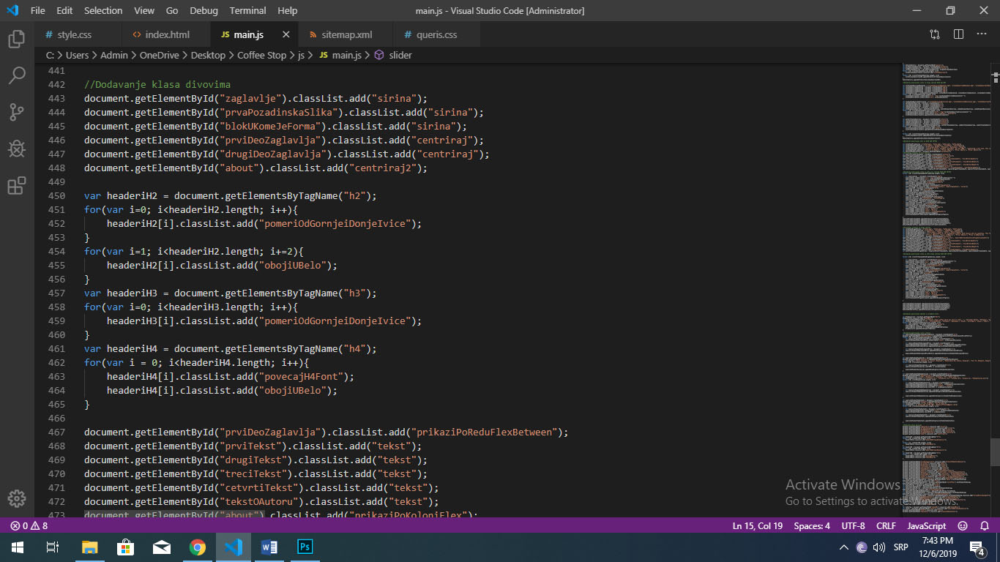 File Edit Selection View Go Debug Terminal Help main.js - Visual Studio Code [Administrator]
# style.css <> index.html JS main.js sitemap.xml # queris.css
C: > Users > Admin > OneDrive > Desktop > Coffee Stop > js > JS main.js > slider
441
442 //Dodavanje klasa divovima
443 document.getElementById("zaglavlje").classList.add("sirina");
444 document.getElementById("prvaPozadinskaSlika").classList.add("sirina");
445 document.getElementById("blokUKomeJeForma").classList.add("sirina");
446 document.getElementById("prviDeoZaglavlja").classList.add("centriraj");
447 document.getElementById("drugiDeoZaglavlja").classList.add("centriraj");
448 document.getElementById("about").classList.add("centriraj2");
449
450 var headeriH2 = document.getElementsByTagName("h2");
451 for(var i=0; i<headeriH2.length; i++){
452 headeriH2[i].classList.add("pomeriOdGornjeiDonjeIvice");
453 }
454 for(var i=1; i<headeriH2.length; i+=2){
455 headeriH2[i].classList.add("obojiUBelo");
456 }
457 var headeriH3 = document.getElementsByTagName("h3");
458 for(var i=0; i<headeriH3.length; i++){
459 headeriH3[i].classList.add("pomeriOdGornjeiDonjeIvice");
460 }
461 var headeriH4 = document.getElementsByTagName("h4");
462 for(var i = 0; i<headeriH4.length; i++){
463 headeriH4[i].classList.add("povecajH4Font");
464 headeriH4[i].classList.add("obojiUBelo");
465 }
466
467 document.getElementById("prviDeoZaglavlja").classList.add("prikaziPoReduFlexBetween");
468 document.getElementById("prviTekst").classList.add("tekst");
469 document.getElementById("drugiTekst").classList.add("tekst");
470 document.getElementById("treciTekst").classList.add("tekst");
471 document.getElementById("cetvrtiTekst").classList.add("tekst");
472 document.getElementById("tekstOAutoru").classList.add("tekst");
473 document.getElementById("about").classList.add("prikaziPoKoloniFlex");
Activate Windows
Go to Settings to activate Windows.
0 8 Ln 15, Col 19 Spaces: 4 UTF-8 CRLF JavaScript
W Ps SRP 7:43 PM
12/6/2019 4